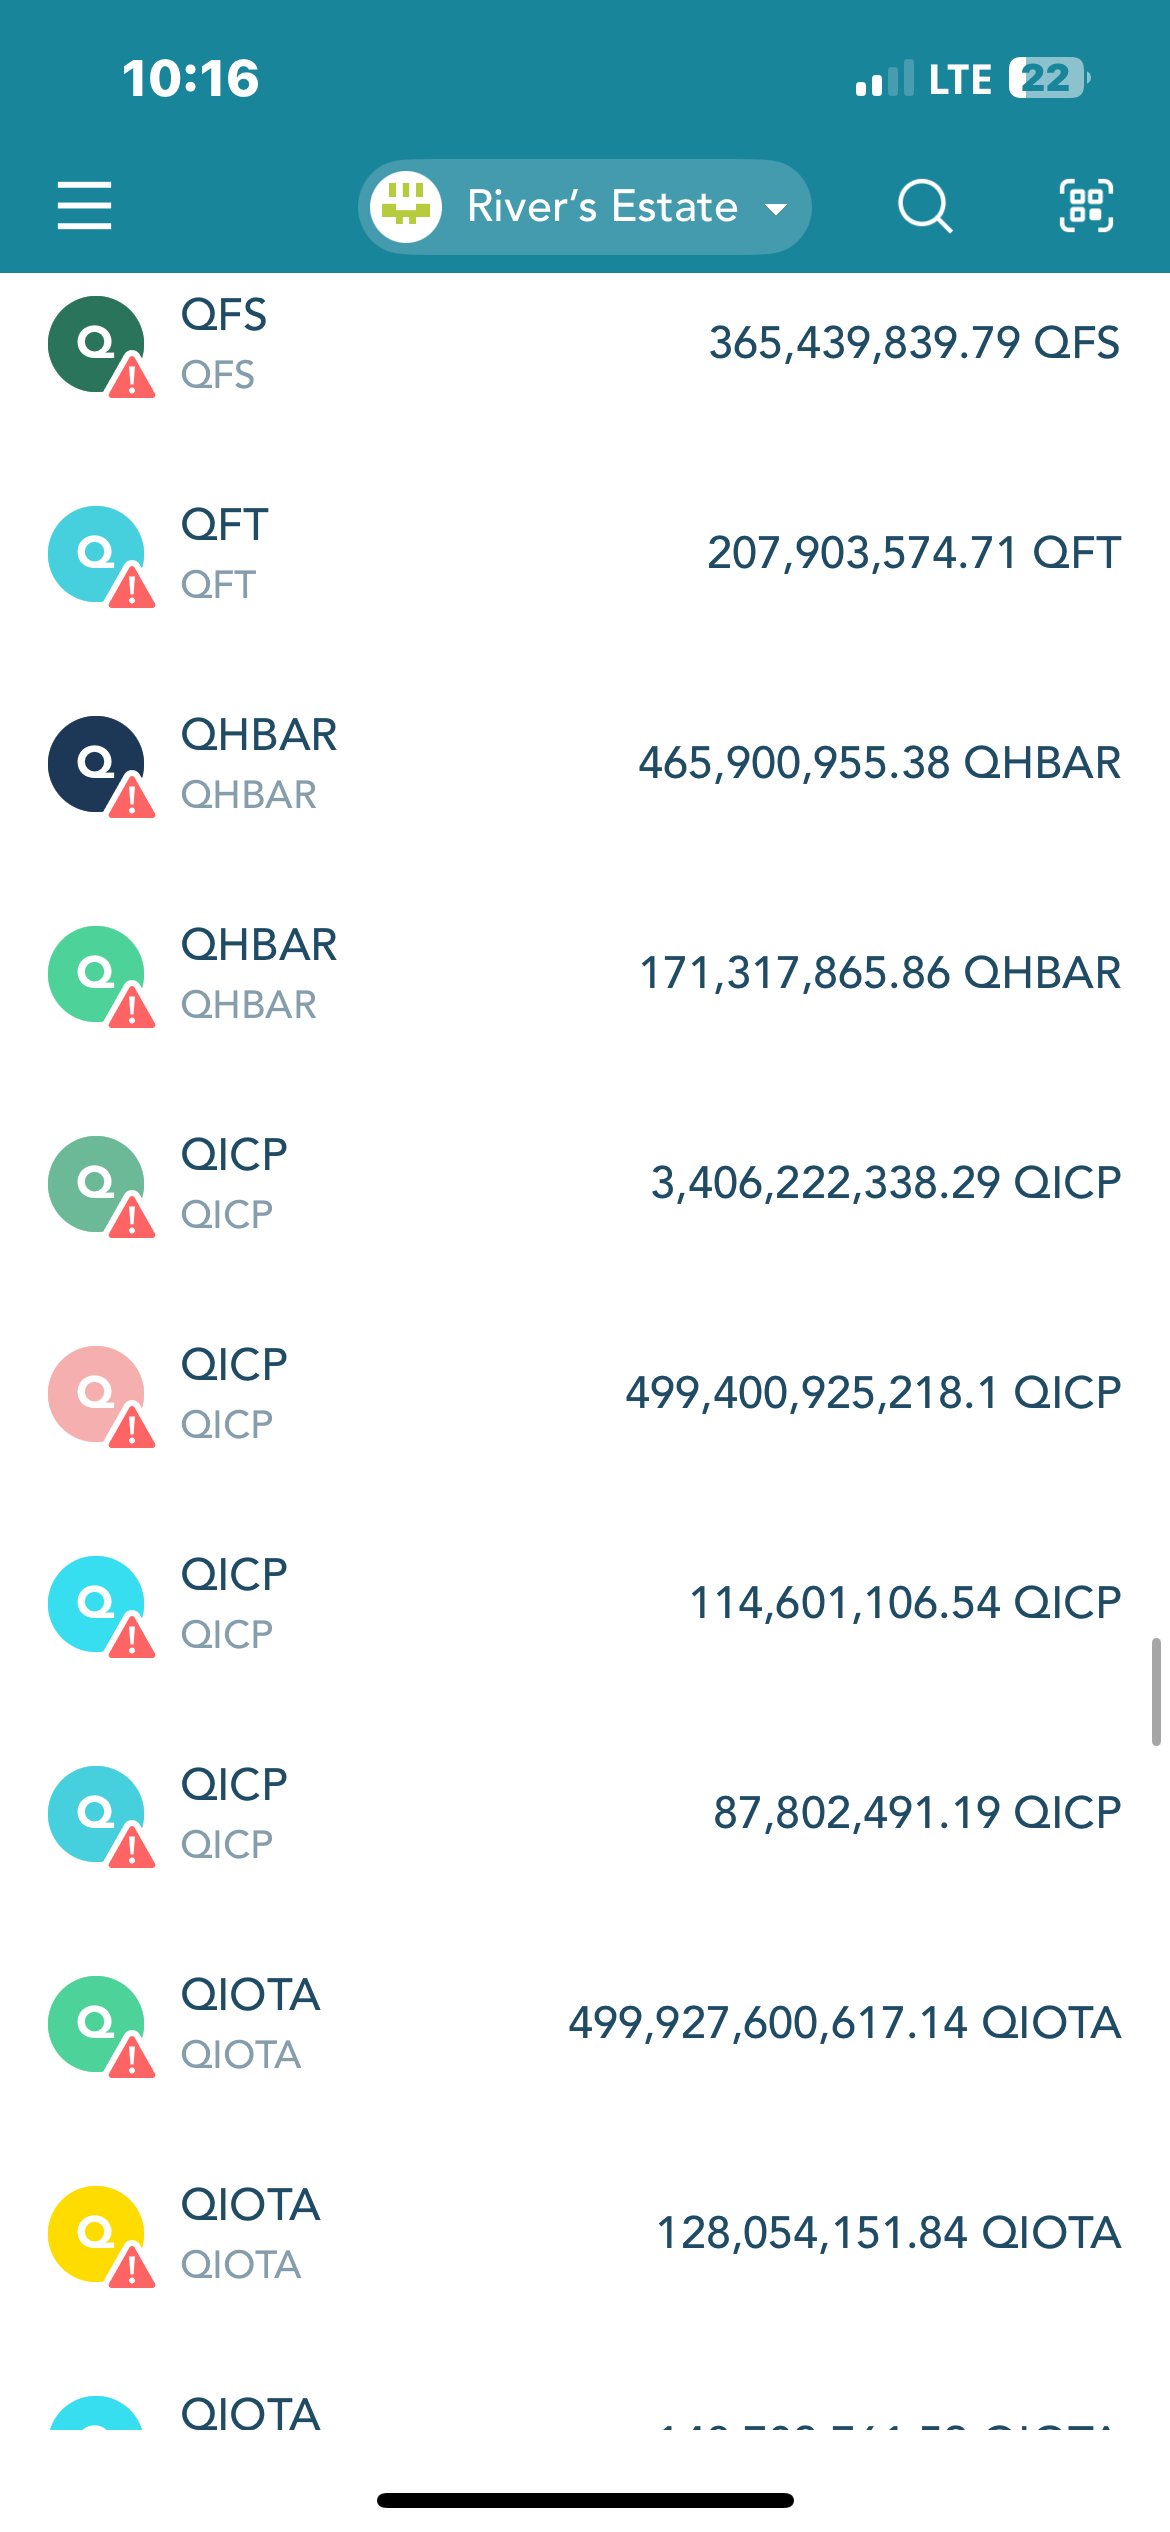 10:16
LTE 22
River's Estate
Q
QFS
QFS
365,439,839.79 QFS
Q
QFT
QFT
207,903,574.71 QFT
Q
QHBAR
QHBAR
465,900,955.38 QHBAR
Q
QHBAR
QHBAR
171,317,865.86 QHBAR
Q
QICP
QICP
3,406,222,338.29 QICP
Q
QICP
QICP
499,400,925,218.1 QICP
Q
QICP
QICP
114,601,106.54 QICP
Q
QICP
QICP
87,802,491.19 QICP
Q
QIOTA
QIOTA
499,927,600,617.14 QIOTA
Q
QIOTA
QIOTA
128,054,151.84 QIOTA
QIOTA